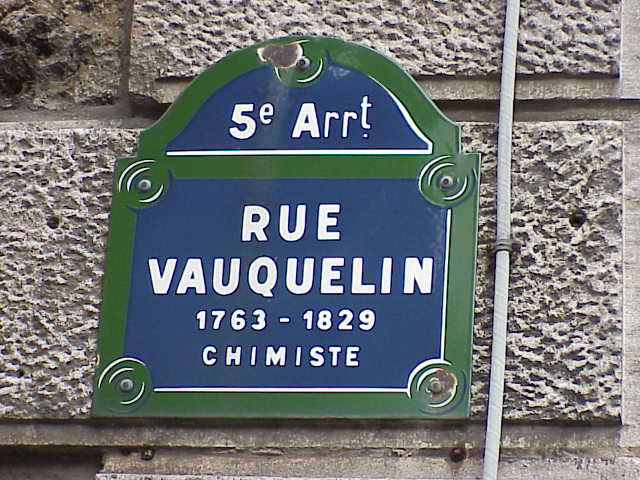 5e Arrt.
RUE
VAUQUELIN
1763 - 1829
CHIMISTE